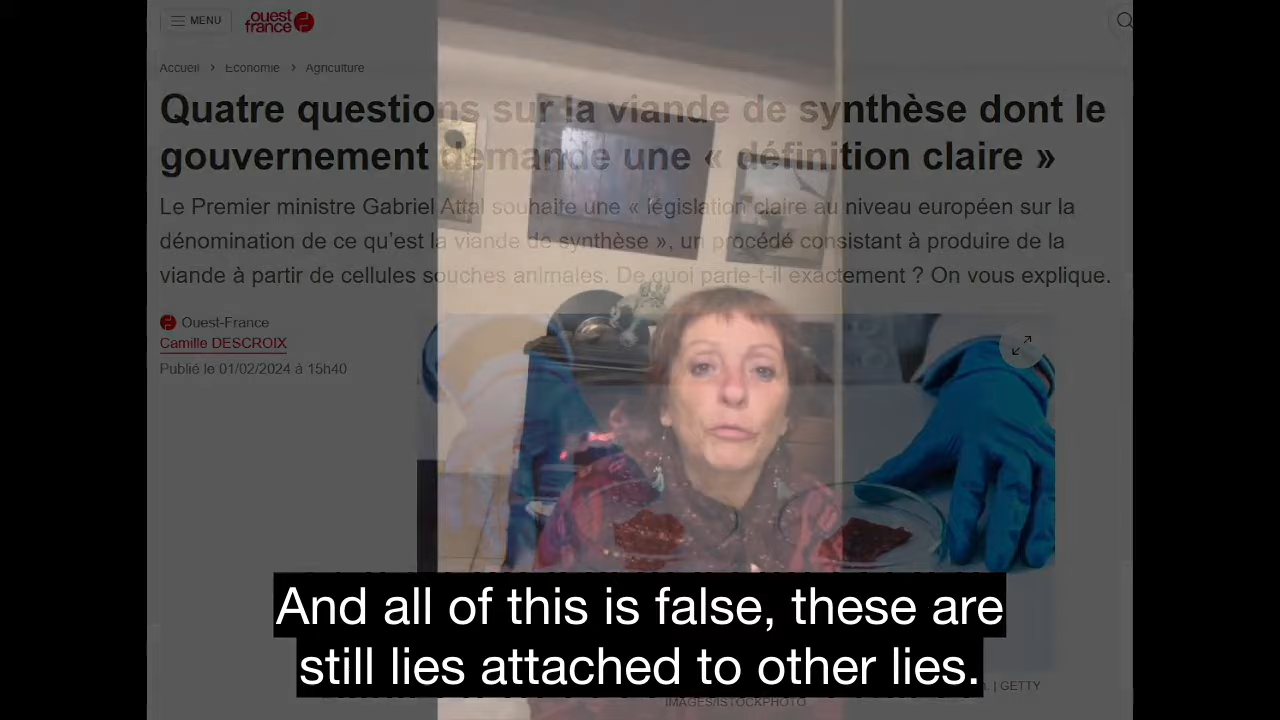 MENU
ouest
france
Accueil > Économie > Agriculture
Quatre questions sur la viande de synthèse dont le
gouvernement demande une « définition claire »
Le Premier ministre Gabriel Attal souhaite une « législation claire au niveau européen sur la
dénomination de ce qu’est la viande de synthèse », un procédé consistant à produire de la
viande à partir de cellules souches animales. De quoi parle-t-il exactement ? On vous explique.
Ouest-France
Camille DESCROIX
Publié le 01/02/2024 à 15h40
And all of this is false, these are
still lies attached to other lies.
| GETTY
IMAGES/ISTOCKPHOTO